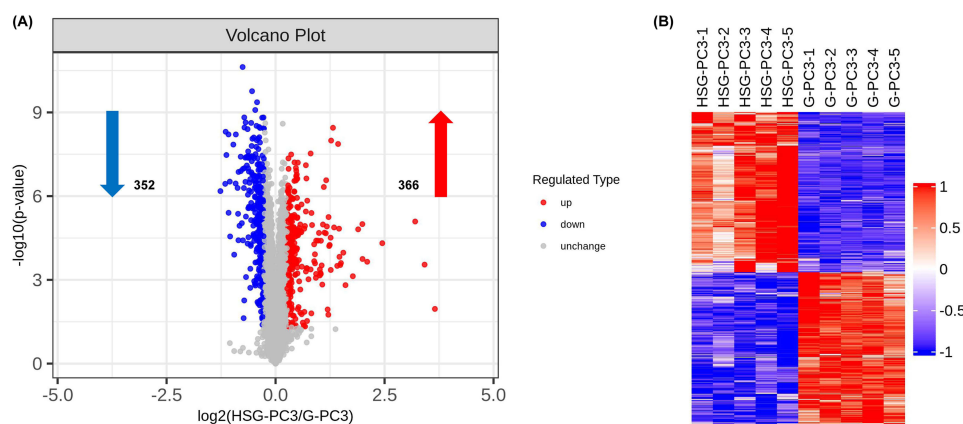 (A)
Volcano Plot
9
6
3
0
-log10(p-value)
352
366
-5.0
-2.5
0.0
2.5
5.0
log2(HSG-PC3/G-PC3)
Regulated Type
up
down
unchange
(B)
HSG-PC3-1
HSG-PC3-2
HSG-PC3-3
HSG-PC3-4
HSG-PC3-5
G-PC3-1
G-PC3-2
G-PC3-3
G-PC3-4
G-PC3-5
1
0.5
0
-0.5
-1